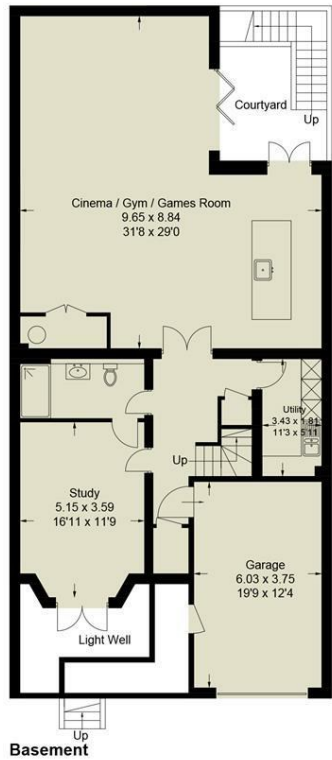 Courtyard
Up
Cinema / Gym / Games Room
9.65 x 8.84
31'8 x 29'0
Utility
3.43 x 1.81
11'3 x 5'11
Up
Study
5.15 x 3.59
16'11 x 11'9
Garage
6.03 x 3.75
19'9 x 12'4
Light Well
Up
Basement